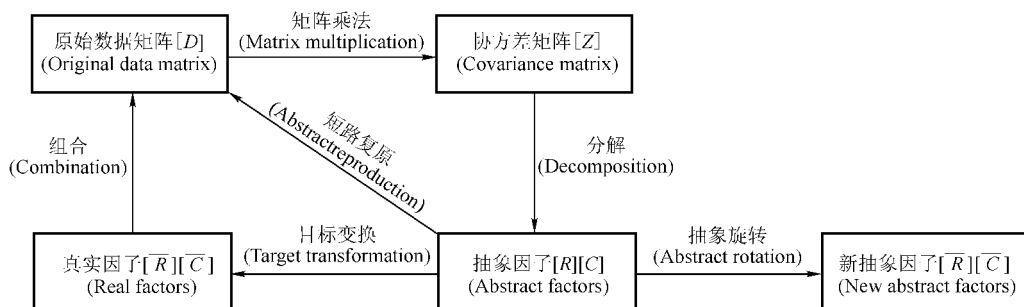 原始数据矩阵[D]
(Original data matrix)
矩阵乘法
(Matrix multiplication)
协方差矩阵[Z]
(Covariance matrix)
组合
(Combination)
短路复原
(Abstractreproduction)
分解
(Decomposition)
真实因子[R̅][C̅]
(Real factors)
目标变换
(Target transformation)
抽象因子[R][C]
(Abstract factors)
抽象旋转
(Abstract rotation)
新抽象因子[R̅][C̅]
(New abstract factors)